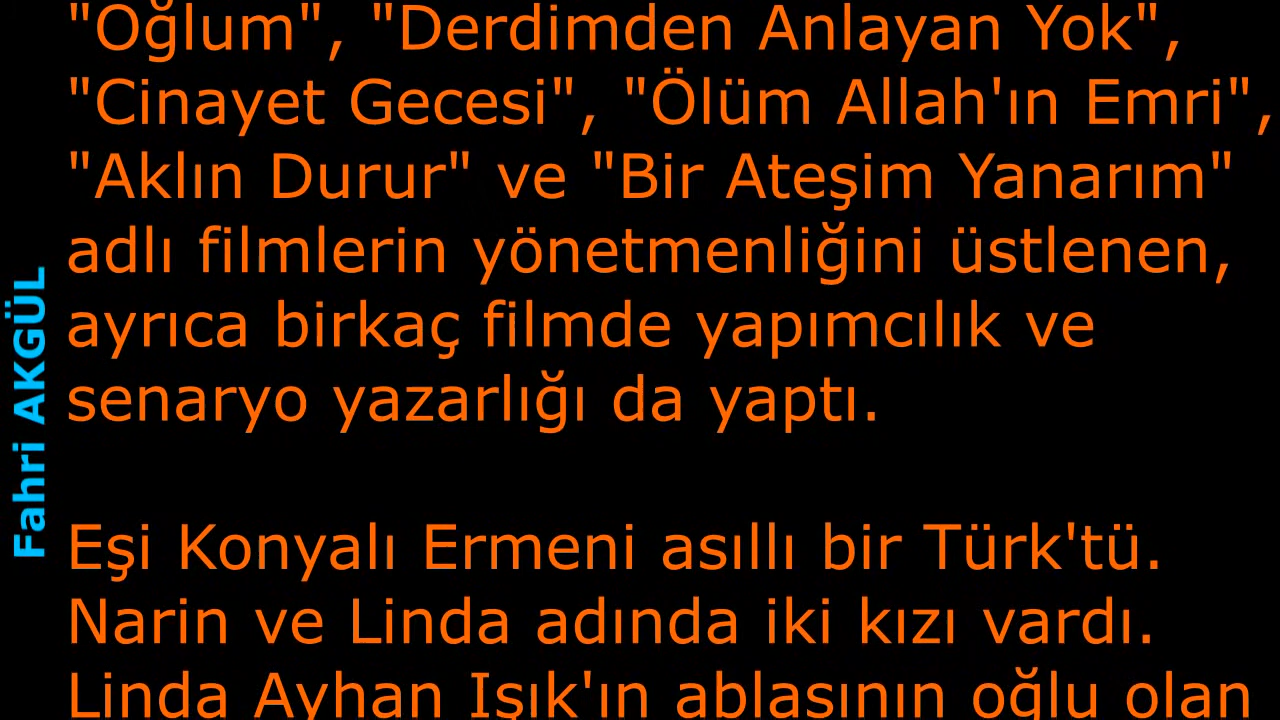 "Oğlum", "Derdimden Anlayan Yok",
"Cinayet Gecesi", "Ölüm Allah'ın Emri",
"Aklın Durur" ve "Bir Ateşim Yanarım"
adlı filmlerin yönetmenliğini üstlenen,
ayrıca birkaç filmde yapımcılık ve
senaryo yazarlığı da yaptı.
Eşi Konyalı Ermeni asıllı bir Türk'tü.
Narin ve Linda adında iki kızı vardı.
Linda Ayhan Işık'ın ablasının oğlu olan
Fahri AKGÜL